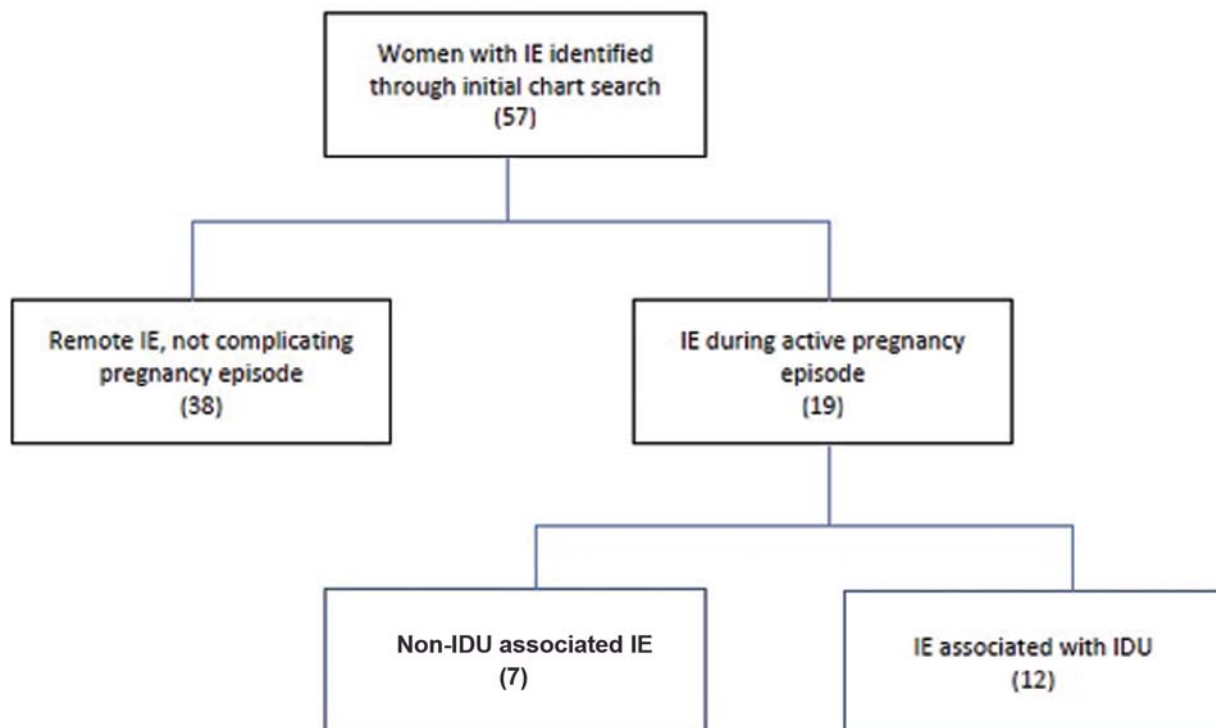 Women with IE identified
through initial chart search
(57)
Remote IE, not complicating
pregnancy episode
(38)
IE during active pregnancy
episode
(19)
Non-IDU associated IE
(7)
IE associated with IDU
(12)